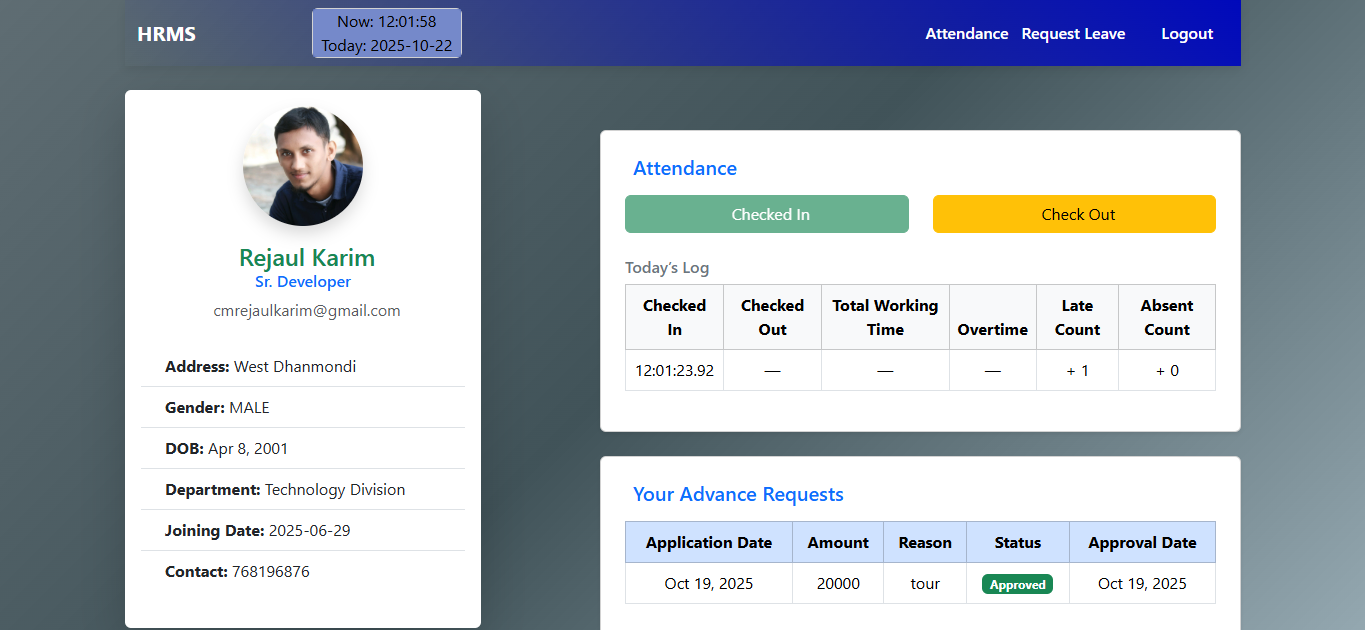 HRMS
Now: 12:01:58
Today: 2025-10-22
Attendance Request Leave Logout
Rejaul Karim
Sr. Developer
cmrejaulkarim@gmail.com
Address: West Dhanmondi
Gender: MALE
DOB: Apr 8, 2001
Department: Technology Division
Joining Date: 2025-06-29
Contact: 768196876
Attendance
Checked In Check Out
Today’s Log
Checked In Checked Out Total Working Time Overtime Late Count Absent Count
12:01:23.92 — — — + 1 + 0
Your Advance Requests
Application Date Amount Reason Status Approval Date
Oct 19, 2025 20000 tour Approved Oct 19, 2025